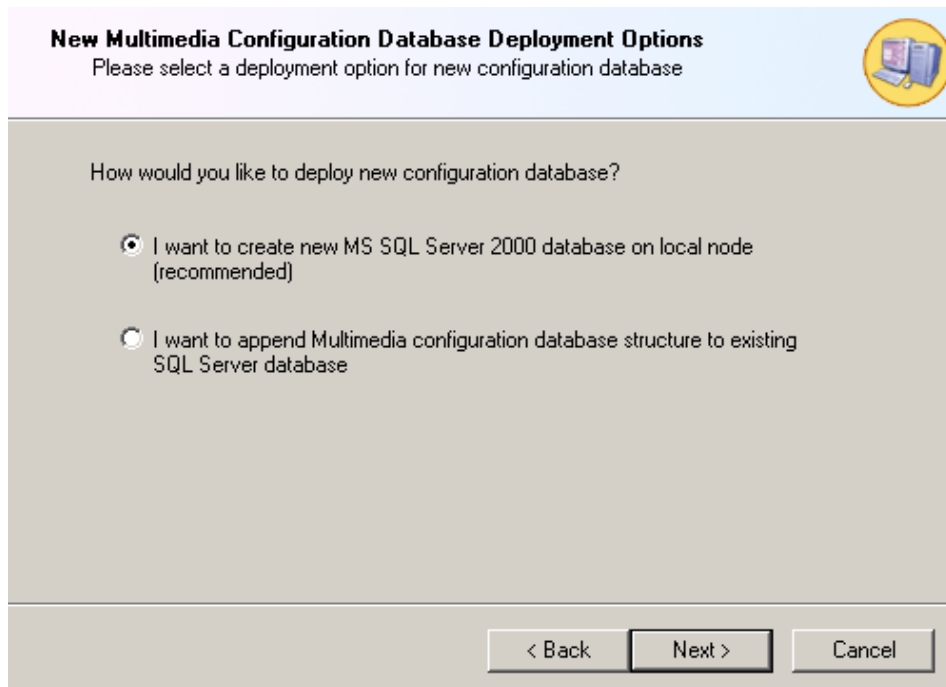 New Multimedia Configuration Database Deployment Options
Please select a deployment option for new configuration database
How would you like to deploy new configuration database?
I want to create new MS SQL Server 2000 database on local node
(recommended)
I want to append Multimedia configuration database structure to existing
SQL Server database
< Back
Next >
Cancel